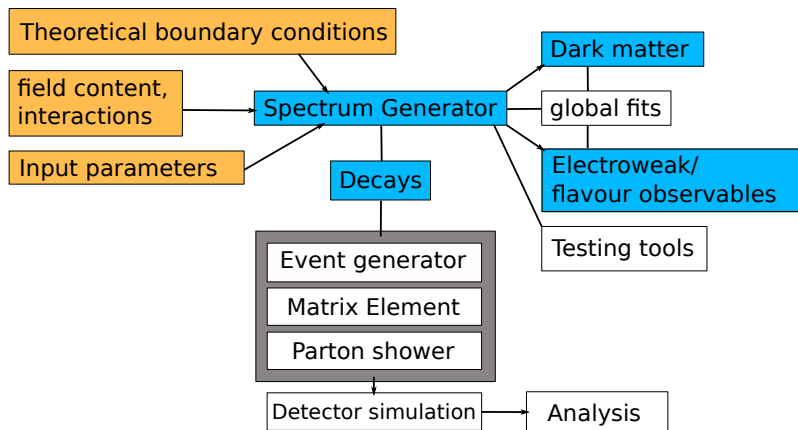 Theoretical boundary conditions
field content,
interactions
Input parameters
Spectrum Generator
Dark matter
global fits
Electroweak/
flavour observables
Testing tools
Decays
Event generator
Matrix Element
Parton shower
Detector simulation
Analysis